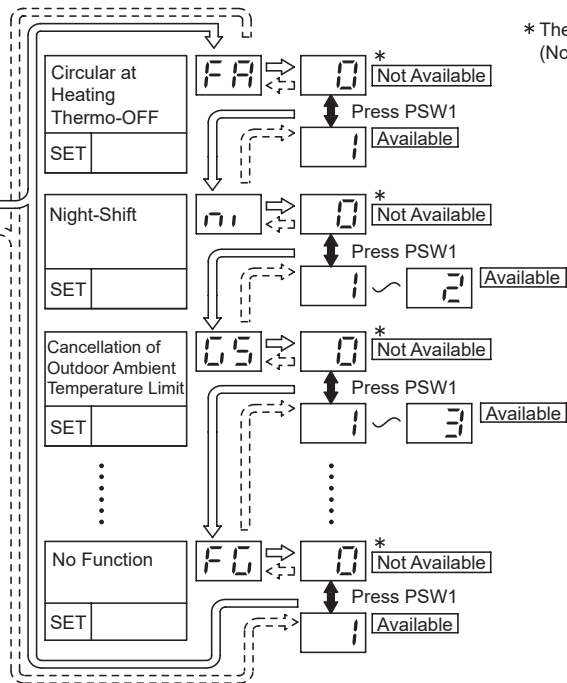 * The
(No
Circular at
Heating
Thermo-OFF
SET
FA
0
*
Not Available
Press PSW1
1
Available
Night-Shift
SET
ni
0
*
Not Available
Press PSW1
1 ~ 2
Available
Cancellation of
Outdoor Ambient
Temperature Limit
SET
GS
0
*
Not Available
Press PSW1
1 ~ 3
Available
No Function
SET
FG
0
*
Not Available
Press PSW1
1
Available